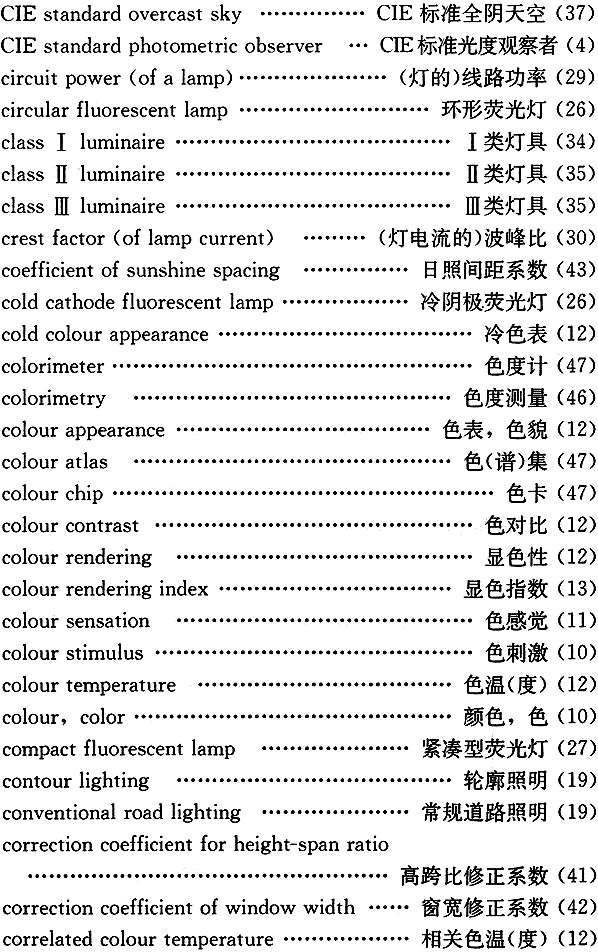 CIE standard overcast sky …………… CIE 标准全阴天空 (37)
CIE standard photometric observer … CIE标准光度观察者 (4)
circuit power (of a lamp) ………………… (灯的)线路功率 (29)
circular fluorescent lamp ……………………… 环形荧光灯 (26)
class Ⅰ luminaire ………………………………… Ⅰ类灯具 (34)
class Ⅱ luminaire ………………………………… Ⅱ类灯具 (35)
class Ⅲ luminaire ………………………………… Ⅲ类灯具 (35)
crest factor (of lamp current) ……… (灯电流的)波峰比 (30)
coefficient of sunshine spacing …………… 日照间距系数 (43)
cold cathode fluorescent lamp ……………… 冷阴极荧光灯 (26)
cold colour appearance ……………………………… 冷色表 (12)
colorimeter …………………………………………… 色度计 (47)
colorimetry ……………………………………… 色度测量 (46)
colour appearance ……………………………… 色表，色貌 (12)
colour atlas ……………………………………… 色(谱)集 (47)
colour chip ……………………………………………… 色卡 (47)
colour contrast ……………………………………… 色对比 (12)
colour rendering …………………………………… 显色性 (12)
colour rendering index …………………………… 显色指数 (13)
colour sensation …………………………………… 色感觉 (11)
colour stimulus ……………………………………… 色刺激 (10)
colour temperature ……………………………… 色温(度) (12)
colour，color ……………………………………… 颜色，色 (10)
compact fluorescent lamp ………………… 紧凑型荧光灯 (27)
contour lighting ………………………………… 轮廓照明 (19)
conventional road lighting ………………… 常规道路照明 (19)
correction coefficient for height-span ratio
…………………………………………… 高跨比修正系数 (41)
correction coefficient of window width …… 窗宽修正系数 (42)
correlated colour temperature ……………… 相关色温(度) (12)